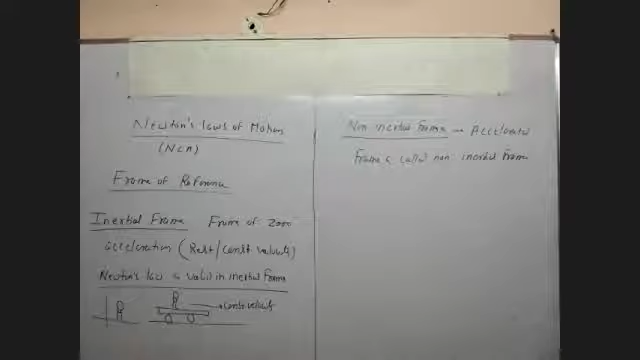 Newton's laws of Motion
(NLM)
Frame of Reference
Inertial Frame Frame of zero
acceleration (Rest/const velocity)
Newton's law is valid in inertial frame
const velocity
Non inertial frame → Accelerated
Frame is called non inertial frame